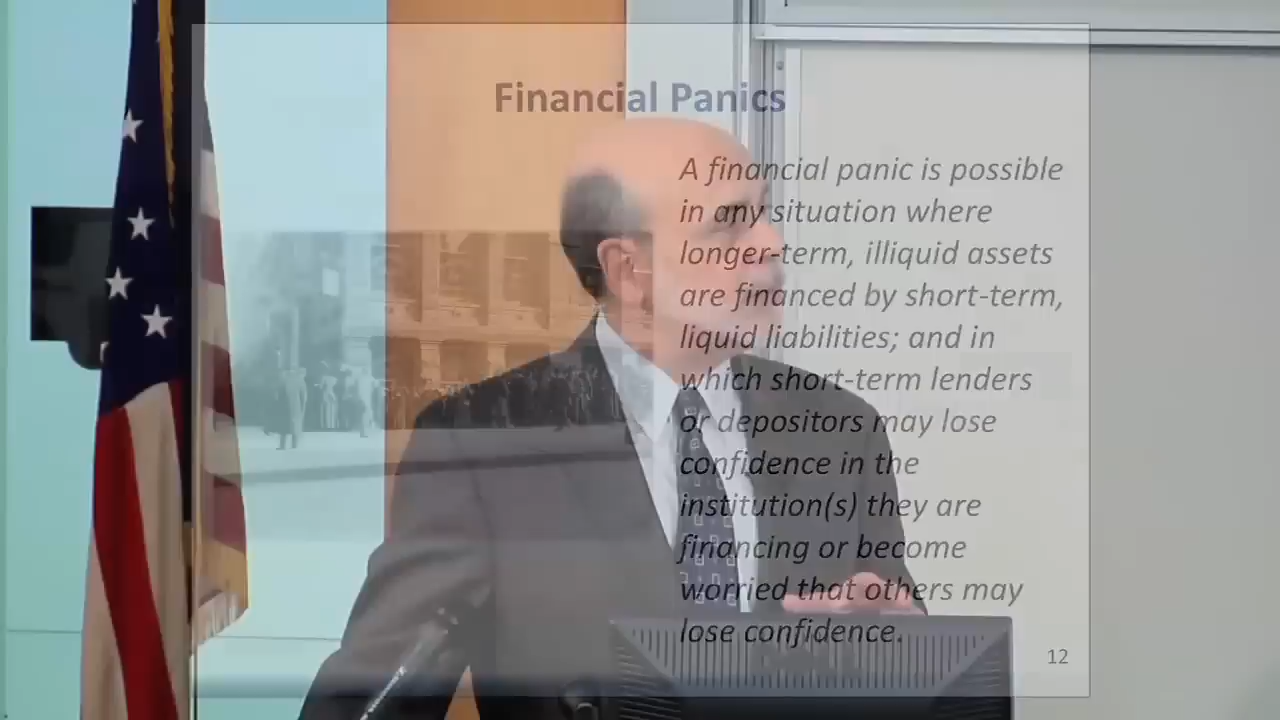 Financial Panics
A financial panic is possible
in any situation where
longer-term, illiquid assets
are financed by short-term,
liquid liabilities; and in
which short-term lenders
or depositors may lose
confidence in the
institution(s) they are
financing or become
worried that others may
lose confidence.
12